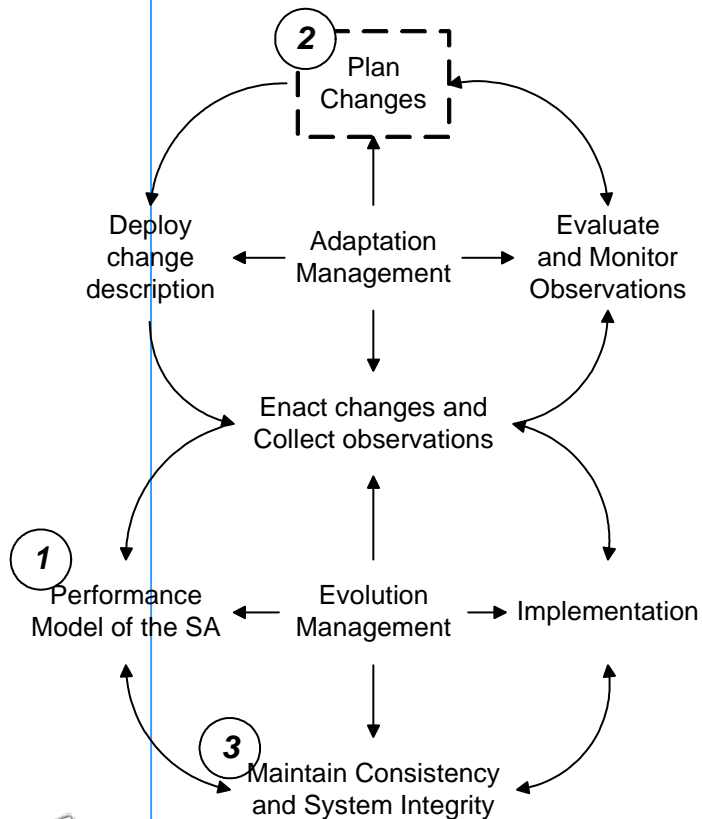 2
Plan
Changes
Deploy
change
description
Adaptation
Management
Evaluate
and Monitor
Observations
Enact changes and
Collect observations
1
Performance
Model of the SA
Evolution
Management
Implementation
3
Maintain Consistency
and System Integrity